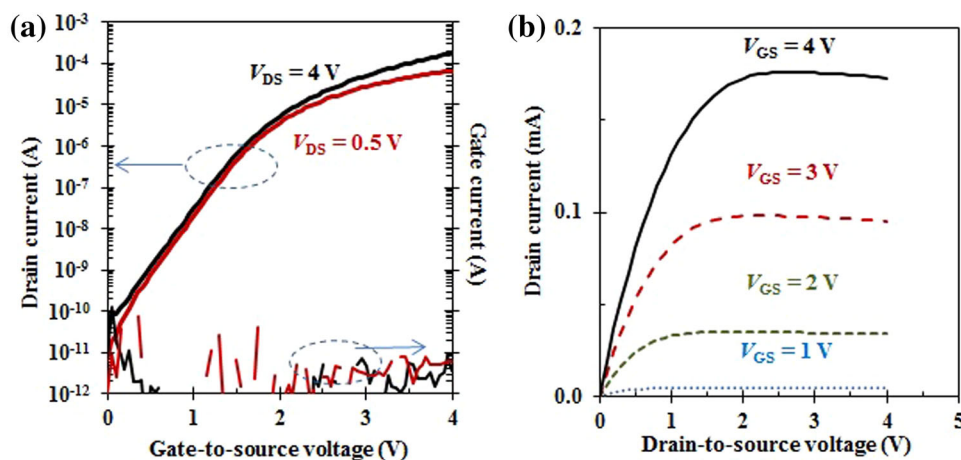 (a)
10⁻³
10⁻⁴
10⁻⁵
10⁻⁶
10⁻⁷
10⁻⁸
10⁻⁹
10⁻¹⁰
10⁻¹¹
10⁻¹²
Drain current (A)
V_DS = 4 V
V_DS = 0.5 V
Gate current (A)
0 1 2 3 4
Gate-to-source voltage (V)
(b)
0.2
0.1
0.0
Drain current (mA)
V_GS = 4 V
V_GS = 3 V
V_GS = 2 V
V_GS = 1 V
0 1 2 3 4 5
Drain-to-source voltage (V)